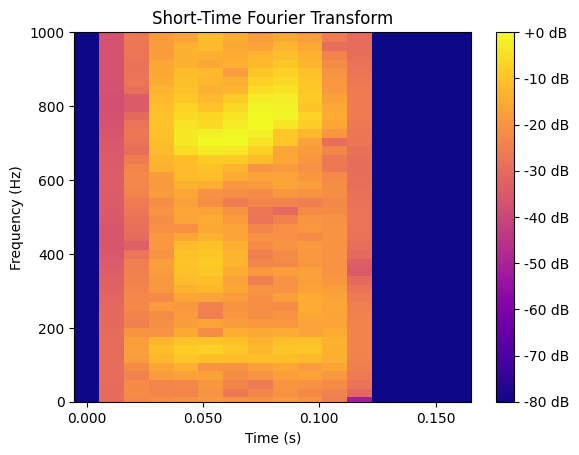 Short-Time Fourier Transform
Frequency (Hz)
1000
800
600
400
200
0
0.000
0.050
0.100
0.150
Time (s)
+0 dB
-10 dB
-20 dB
-30 dB
-40 dB
-50 dB
-60 dB
-70 dB
-80 dB